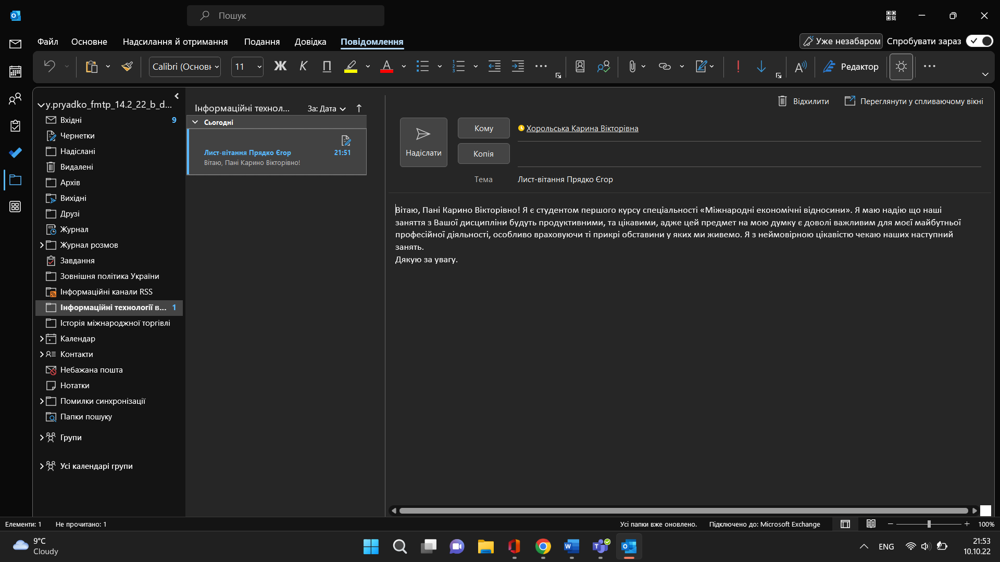 Пошук
Файл Основне Надсилання й отримання Подання Довідка Повідомлення
Уже незабаром Спробувати зараз
Calibri (Основн 11 Ж К П
Редактор
y.pryadko_fmtp_14.2_22_b_d...
Вхідні 9
Чернетки
Надіслані
Видалені
Архів
Вихідні
Друзі
Журнал
Журнал розмов
Завдання
Зовнішня політика України
Інформаційні канали RSS
Інформаційні технології в... 1
Історія міжнароджної торгівлі
Календар
Контакти
Небажана пошта
Нотатки
Помилки синхронізації
Папки пошуку
Групи
Усі календарі групи
Інформаційні технол... За: Дата
Сьогодні
Лист-вітання Прядко Єгор 21:51
Вітаю, Пані Карино Вікторівно!
Відхилити Переглянути у спливаючому вікні
Надіслати
Кому Хорольська Карина Вікторівна
Копія
Тема Лист-вітання Прядко Єгор
Вітаю, Пані Карино Вікторівно! Я є студентом першого курсу спеціальності «Міжнародні економічні відносини». Я маю надію що наші
заняття з Вашої дисципліни будуть продуктивними, та цікавими, адже цей предмет на мою думку є доволі важливим для моєї майбутньої
професійної діяльності, особливо враховуючи ті прикрі обставини у яких ми живемо. Я з неймовірною цікавістю чекаю наших наступний
занять.
Дякую за увагу.
Елементи: 1 Не прочитано: 1
Усі папки вже оновлено. Підключено до: Microsoft Exchange 100%
9°C
Cloudy
ENG
21:53
10.10.22